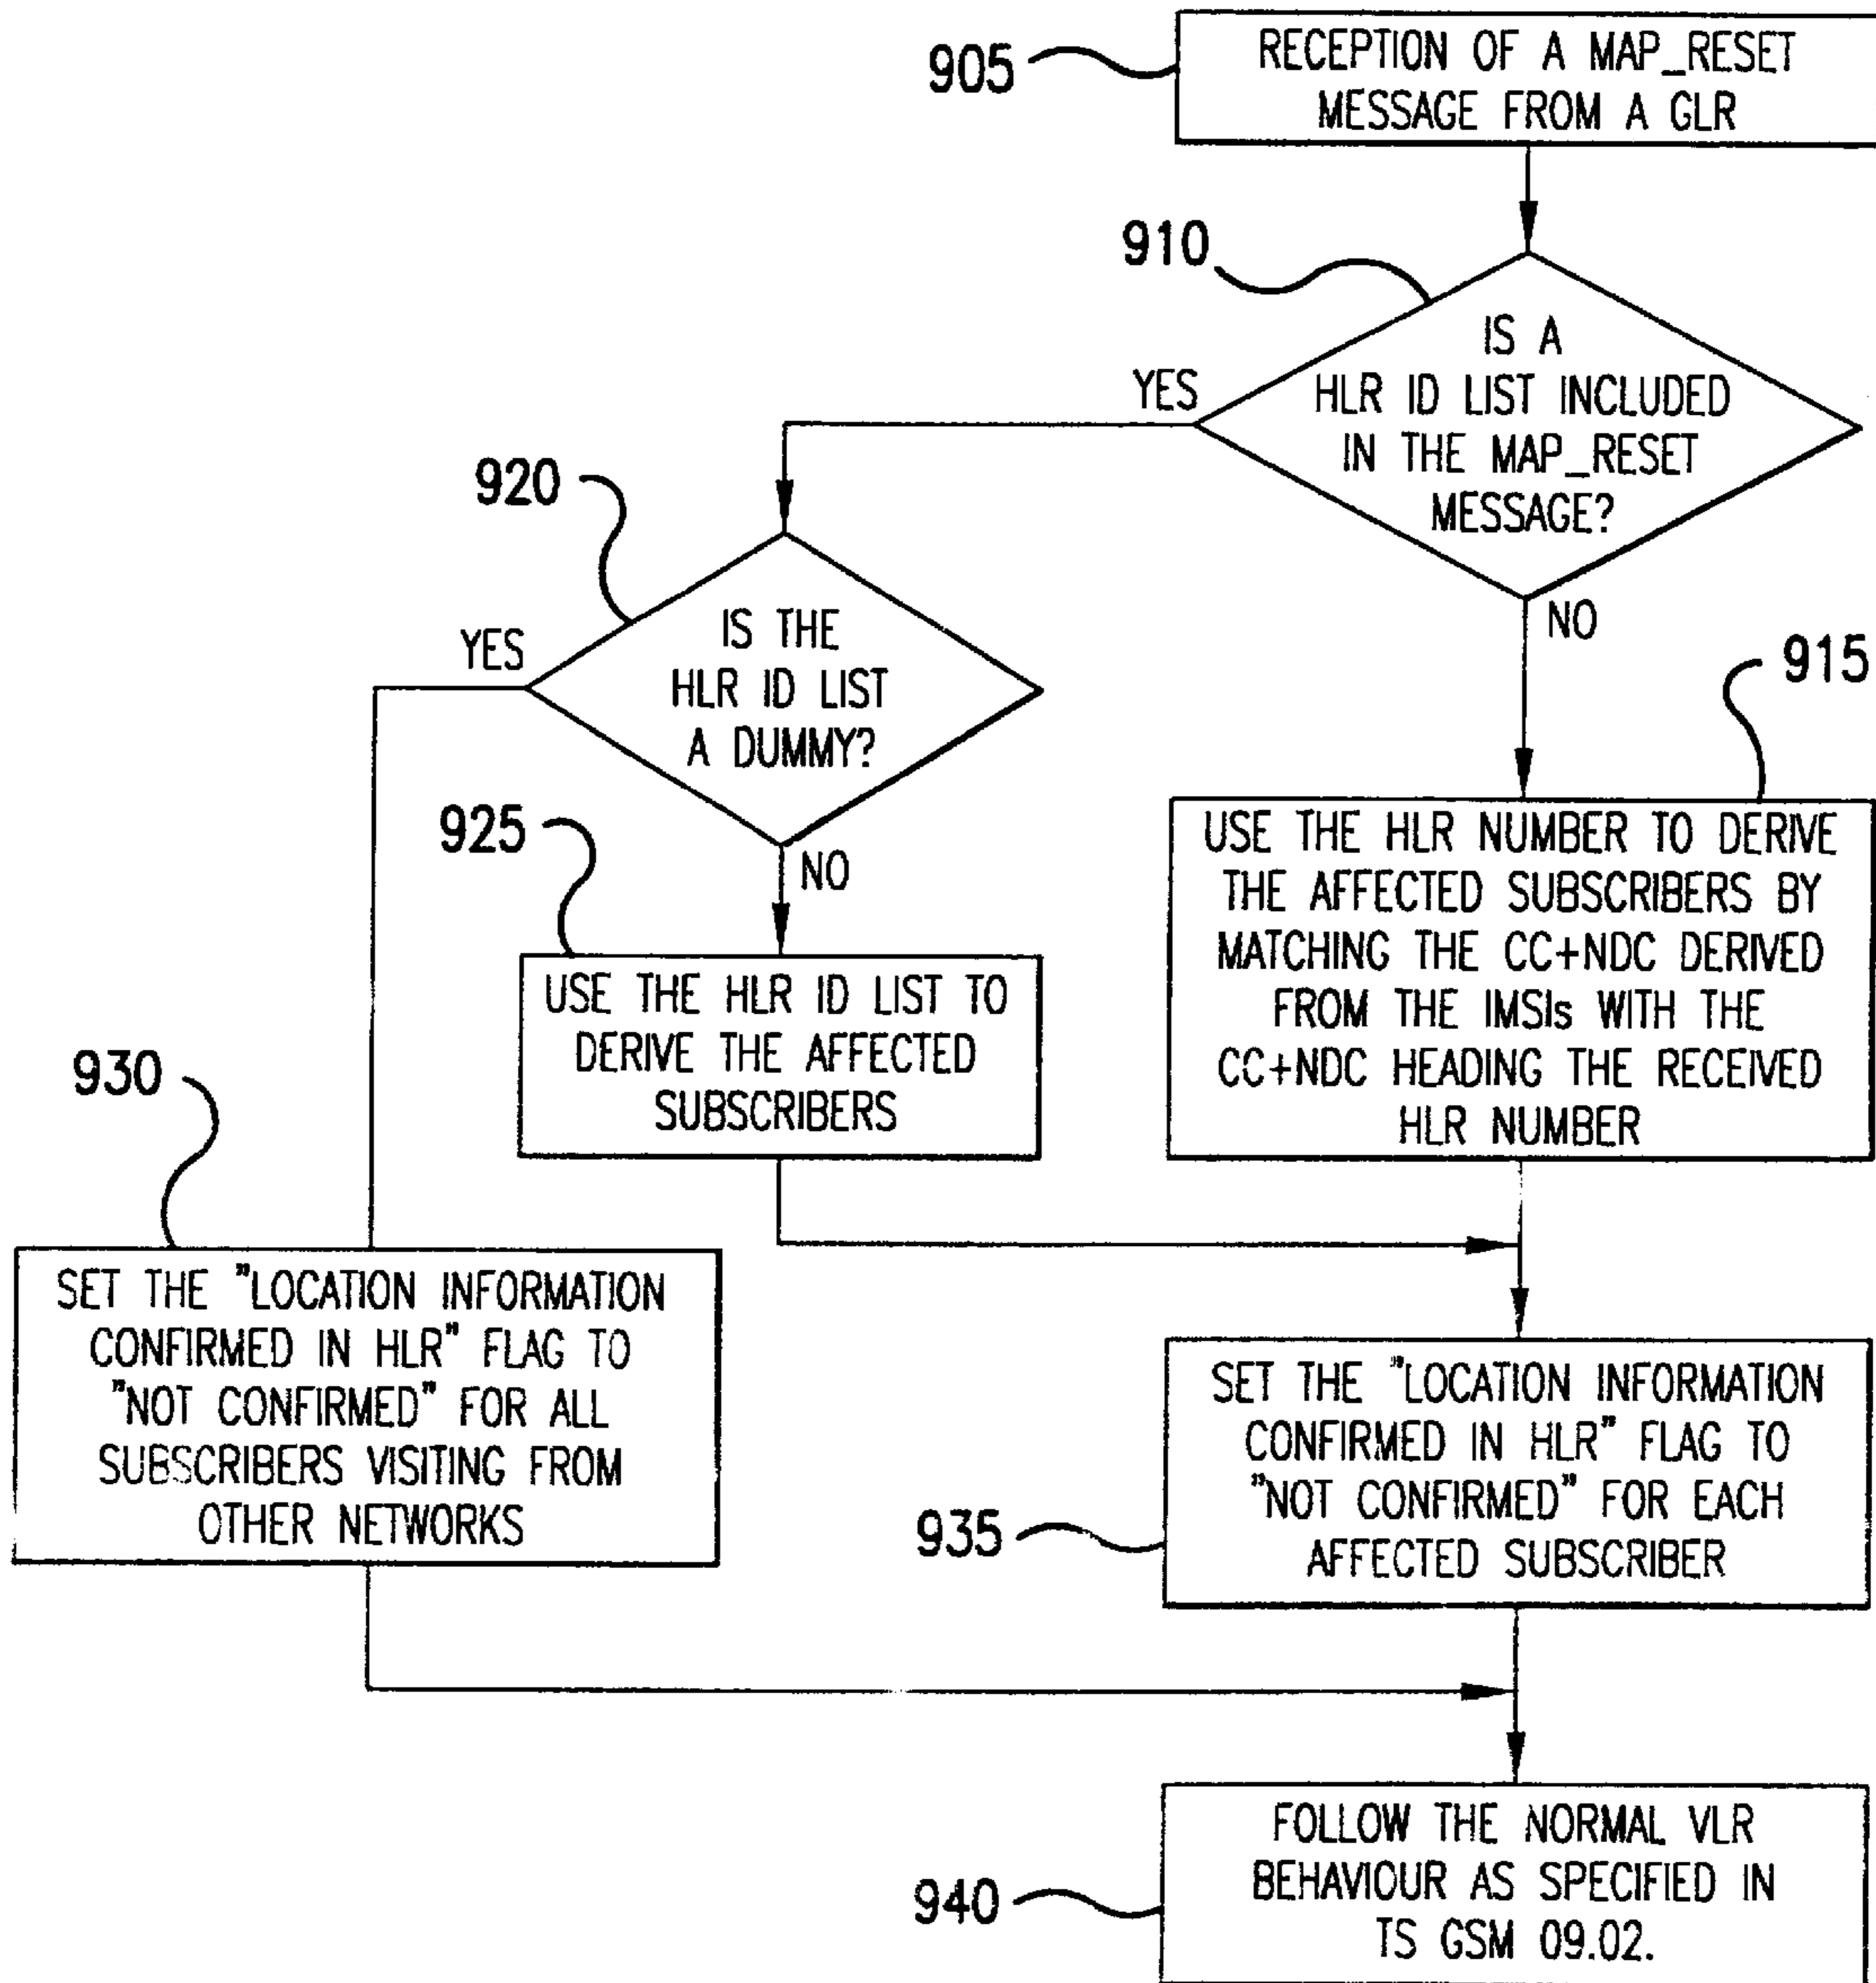 905
RECEPTION OF A MAP_RESET
MESSAGE FROM A GLR
910
IS A
HLR ID LIST INCLUDED
IN THE MAP_RESET
MESSAGE?
YES
NO
920
IS THE
HLR ID LIST
A DUMMY?
YES
NO
915
USE THE HLR NUMBER TO DERIVE
THE AFFECTED SUBSCRIBERS BY
MATCHING THE CC+NDC DERIVED
FROM THE IMSIs WITH THE
CC+NDC HEADING THE RECEIVED
HLR NUMBER
925
USE THE HLR ID LIST TO
DERIVE THE AFFECTED
SUBSCRIBERS
930
SET THE "LOCATION INFORMATION
CONFIRMED IN HLR" FLAG TO
"NOT CONFIRMED" FOR ALL
SUBSCRIBERS VISITING FROM
OTHER NETWORKS
935
SET THE "LOCATION INFORMATION
CONFIRMED IN HLR" FLAG TO
"NOT CONFIRMED" FOR EACH
AFFECTED SUBSCRIBER
940
FOLLOW THE NORMAL VLR
BEHAVIOUR AS SPECIFIED IN
TS GSM 09.02.